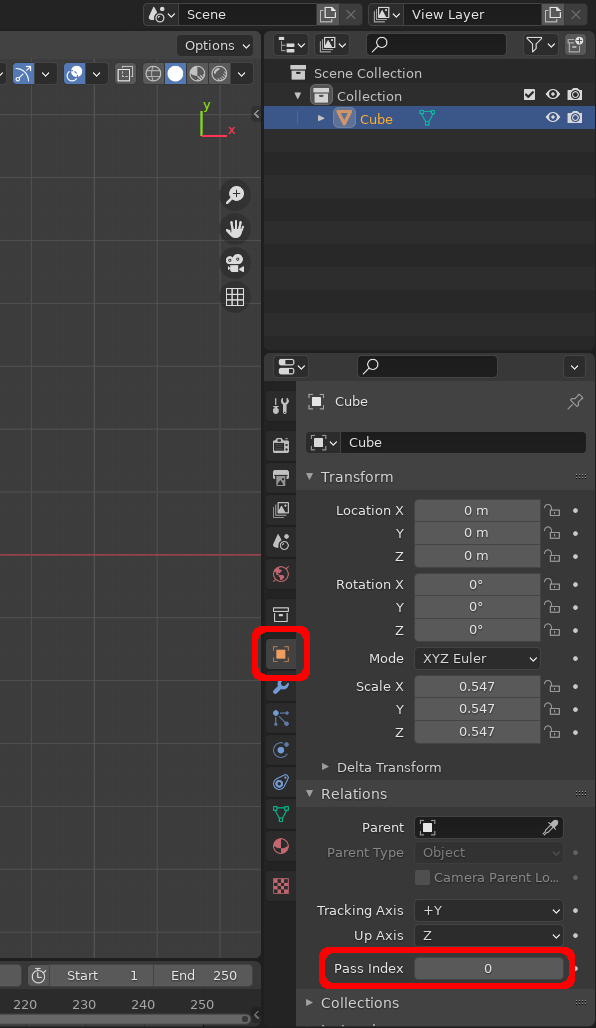 Scene
View Layer
Options
y
x
Scene Collection
Collection
Cube
Cube
Cube
Transform
Location X 0 m
Y 0 m
Z 0 m
Rotation X 0°
Y 0°
Z 0°
Mode XYZ Euler
Scale X 0.547
Y 0.547
Z 0.547
Delta Transform
Relations
Parent
Parent Type Object
Camera Parent Lo...
Tracking Axis +Y
Up Axis Z
Pass Index 0
Start 1 End 250
220 230 240 250
Collections